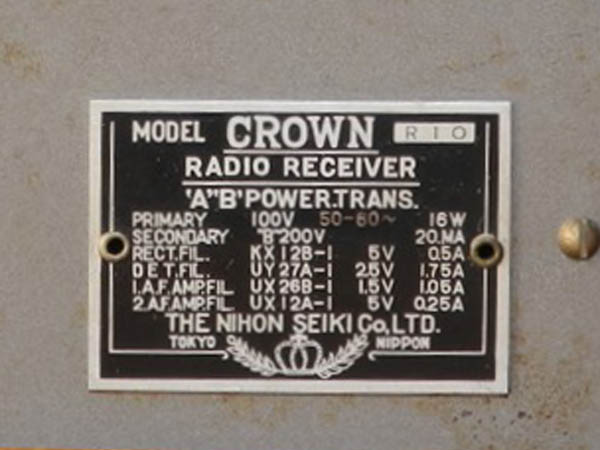 MODEL CROWN R10
RADIO RECEIVER
"A""B"POWER.TRANS.
PRIMARY 100V 50-60~ 16W
SECONDARY "B"200V 20.MA
RECT.FIL. KX12B-1 5V 0.5A
DET.FIL. UY27A-1 2.5V 1.75A
1.A.F.AMP.FIL UX26B-1 1.5V 1.05A
2.A.F.AMP.FIL UX12A-1 5V 0.25A
THE NIHON SEIKI Co,LTD.
TOKYO NIPPON